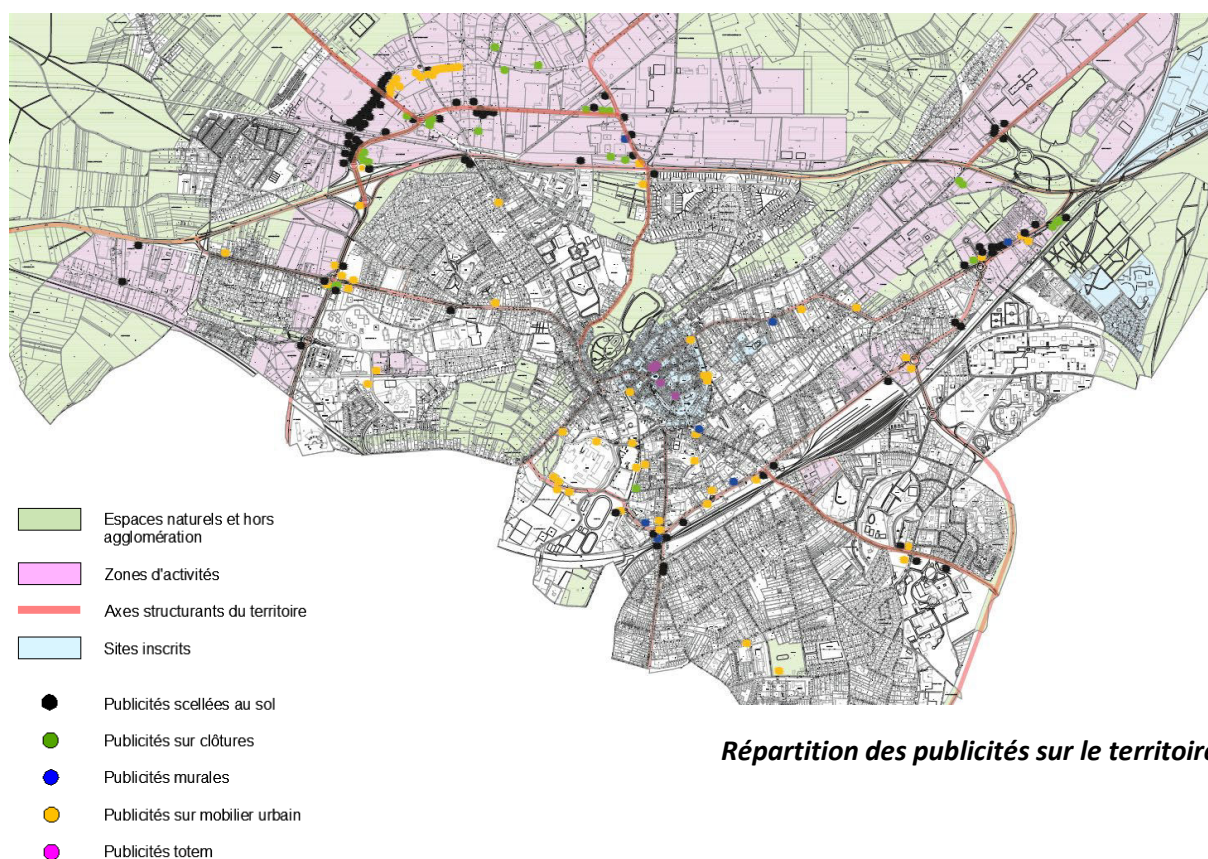 Espaces naturels et hors
agglomération
Zones d'activités
Axes structurants du territoire
Sites inscrits
Publicités scellées au sol
Publicités sur clôtures
Publicités murales
Publicités sur mobilier urbain
Publicités totem
Répartition des publicités sur le territoire